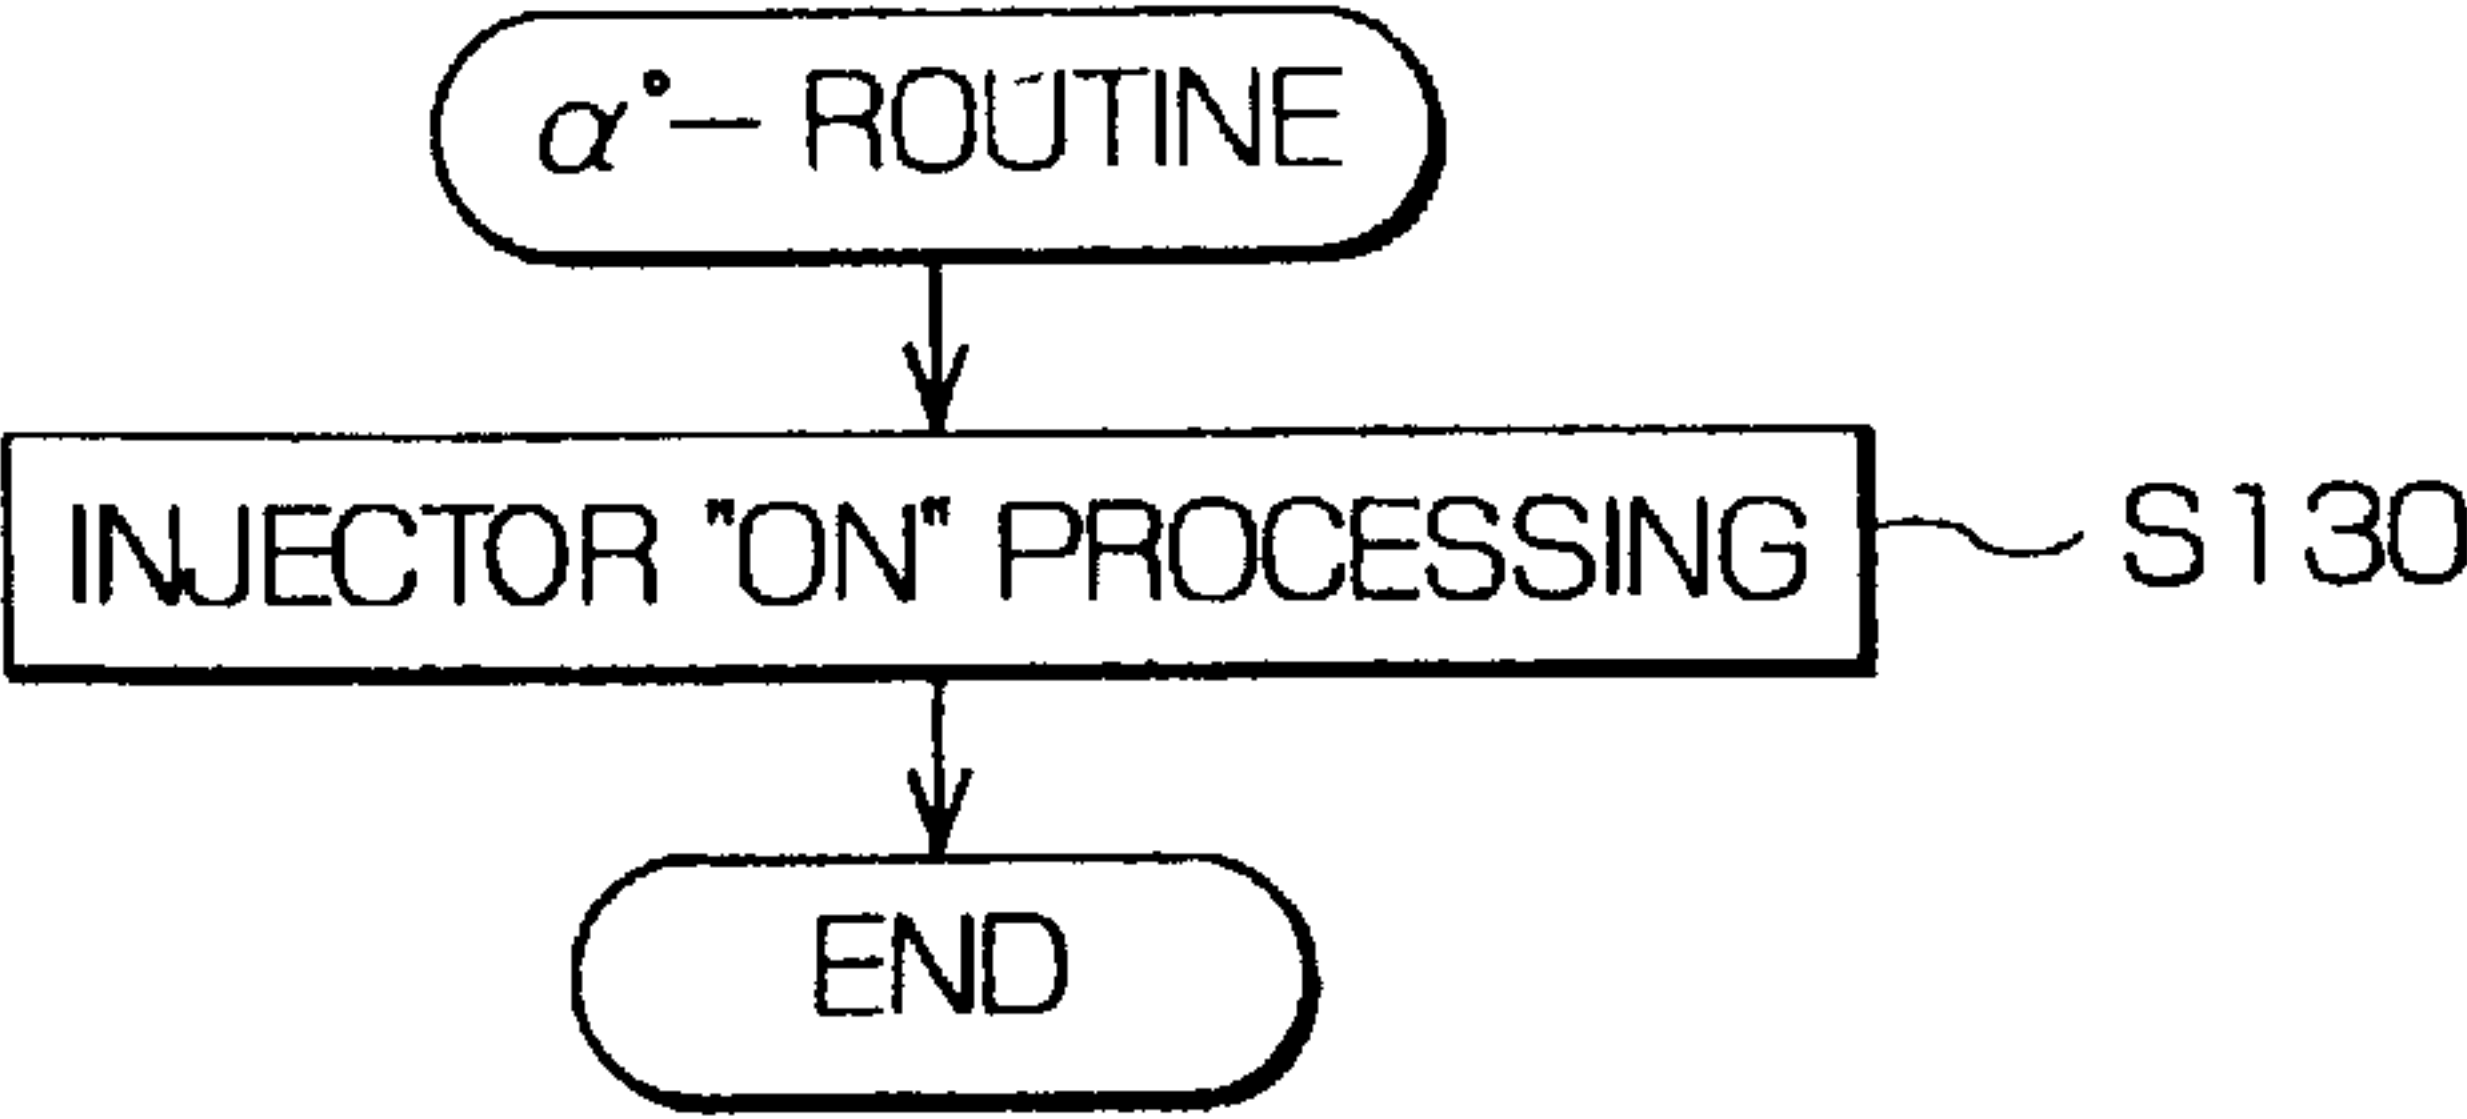 α°— ROUTINE
INJECTOR "ON" PROCESSING
S130
END